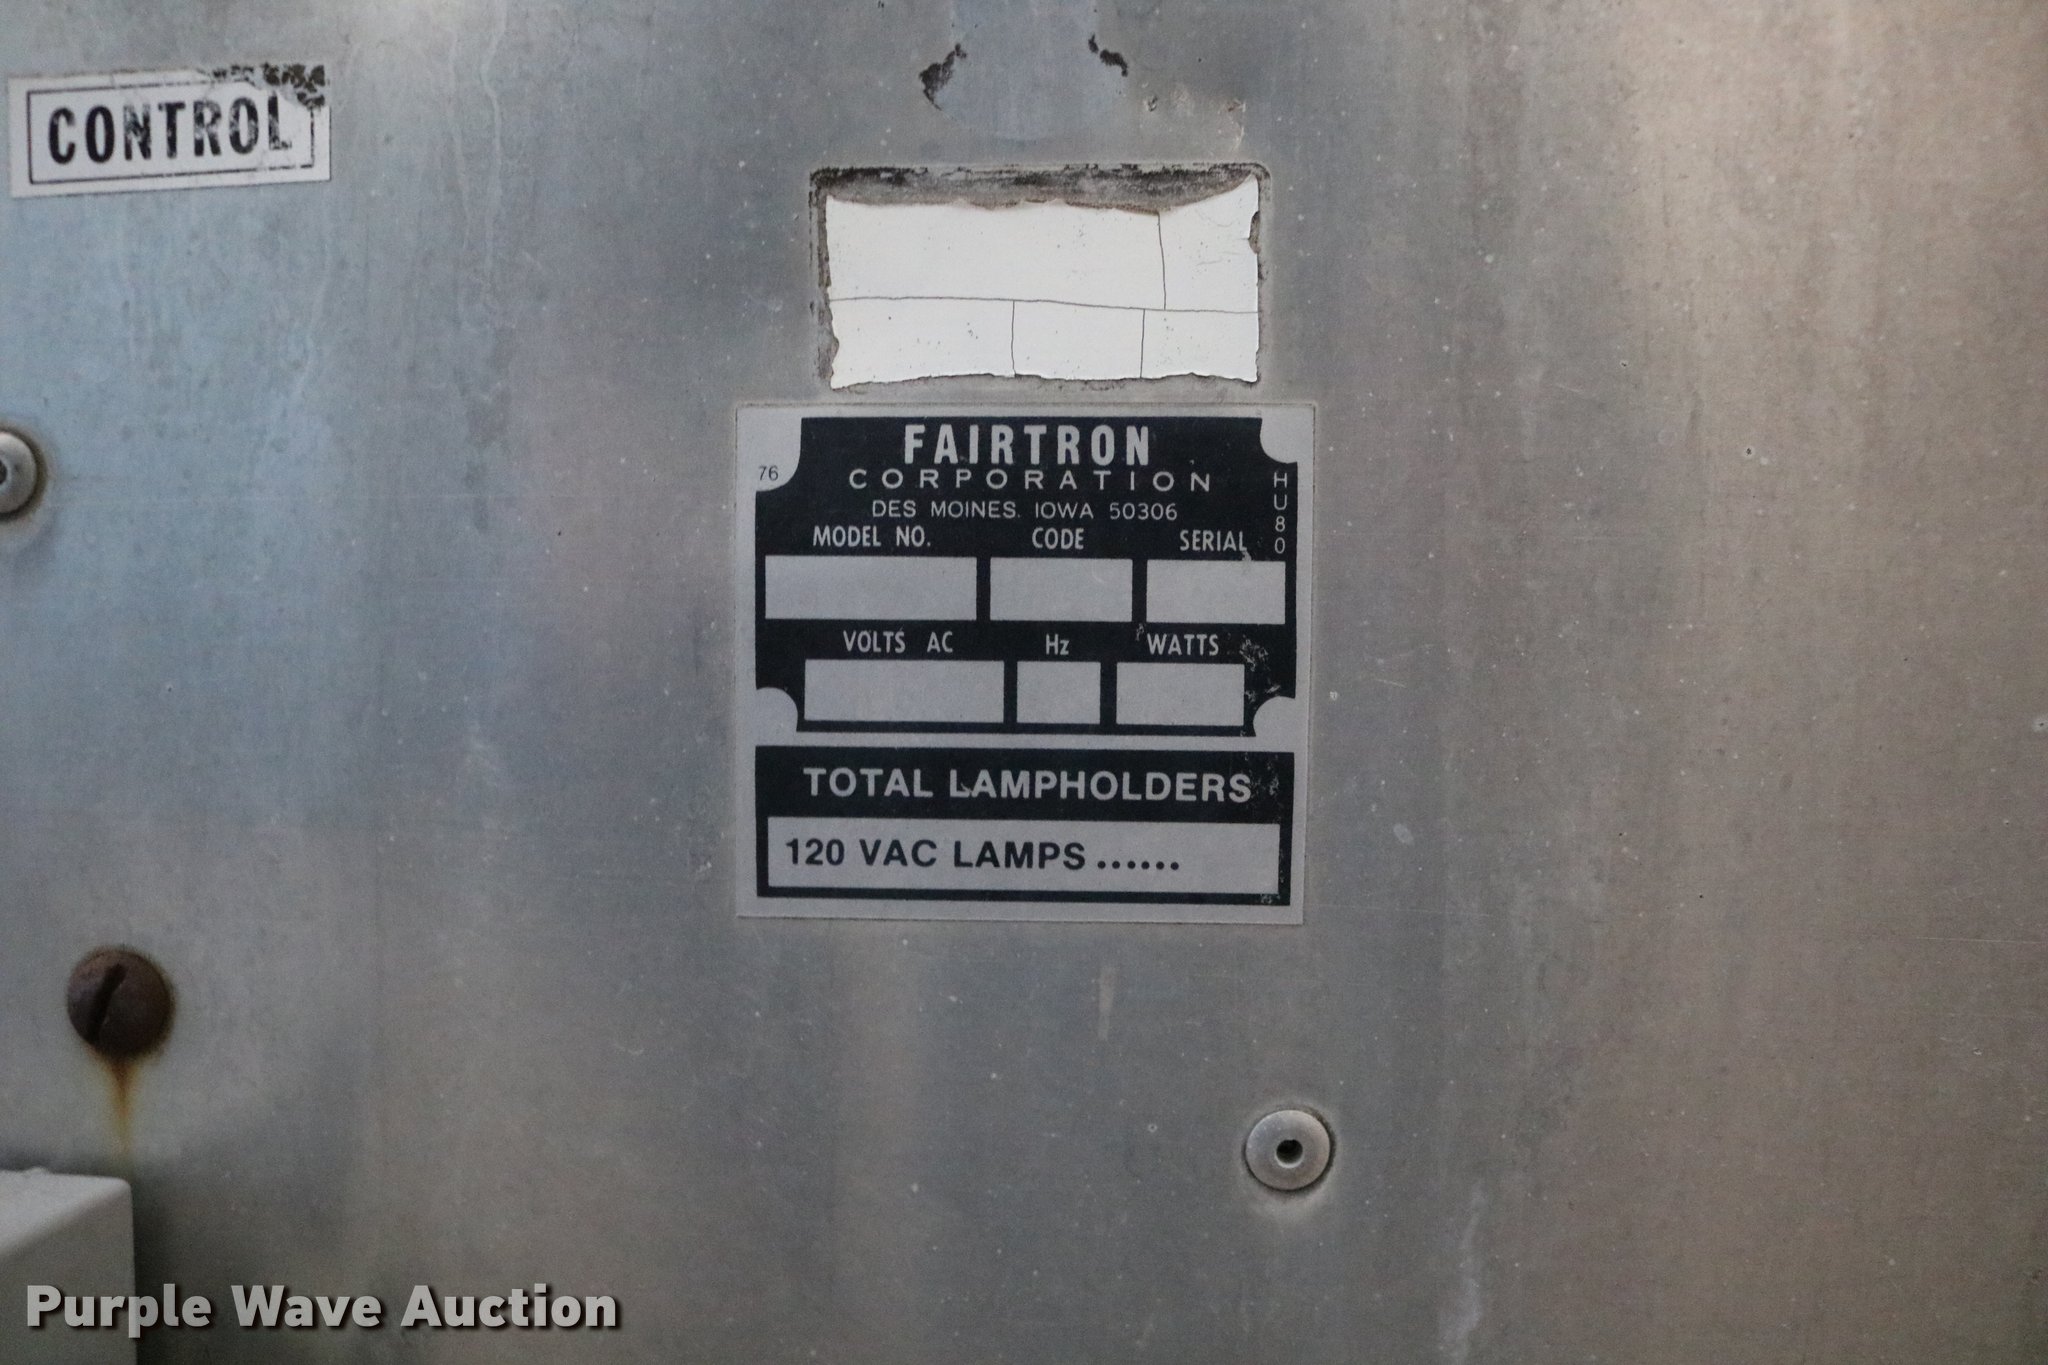 CONTROL
FAIRTRON
CORPORATION
DES MOINES, IOWA 50306
76
HU80
MODEL NO. CODE SERIAL
VOLTS AC Hz WATTS
TOTAL LAMPHOLDERS
120 VAC LAMPS ......
Purple Wave Auction